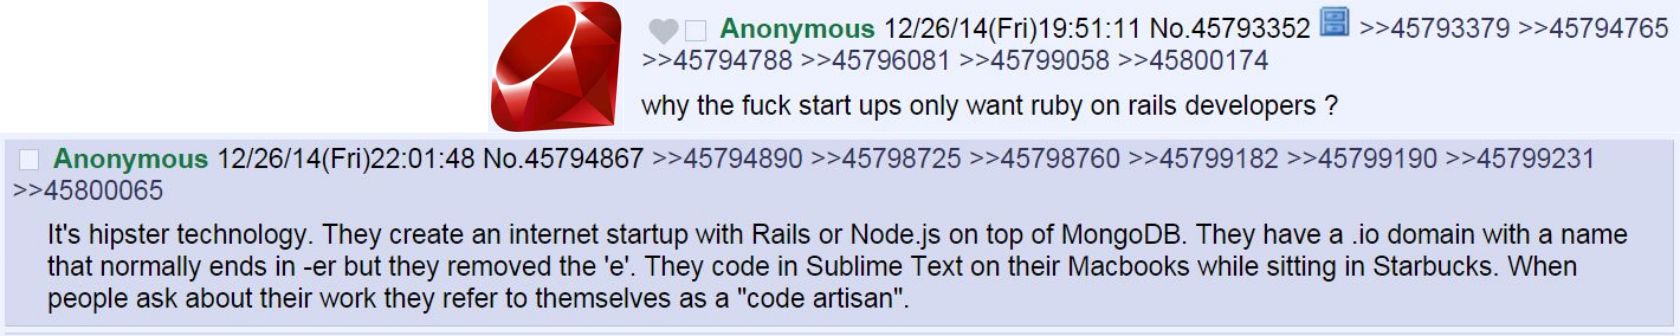 Anonymous 12/26/14(Fri)19:51:11 No.45793352 >>45793379 >>45794765
>>45794788 >>45796081 >>45799058 >>45800174
why the fuck start ups only want ruby on rails developers ?
Anonymous 12/26/14(Fri)22:01:48 No.45794867 >>45794890 >>45798725 >>45798760 >>45799182 >>45799190 >>45799231
>>45800065
It's hipster technology. They create an internet startup with Rails or Node.js on top of MongoDB. They have a .io domain with a name
that normally ends in -er but they removed the 'e'. They code in Sublime Text on their Macbooks while sitting in Starbucks. When
people ask about their work they refer to themselves as a "code artisan".